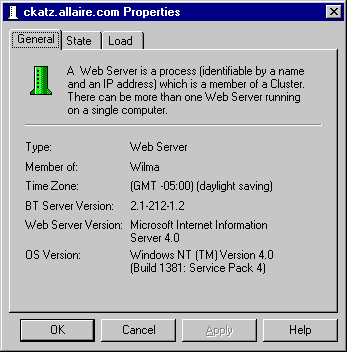 ckatz.allaire.com Properties
General State Load
A Web Server is a process (identifiable by a name
and an IP address) which is a member of a Cluster.
There can be more than one Web Server running
on a single computer.
Type: Web Server
Member of: Wilma
Time Zone: (GMT -05:00) (daylight saving)
BT Server Version: 2.1-212-1.2
Web Server Version: Microsoft Internet Information
Server 4.0
OS Version: Windows NT (TM) Version 4.0
(Build 1381: Service Pack 4)
OK Cancel Apply Help